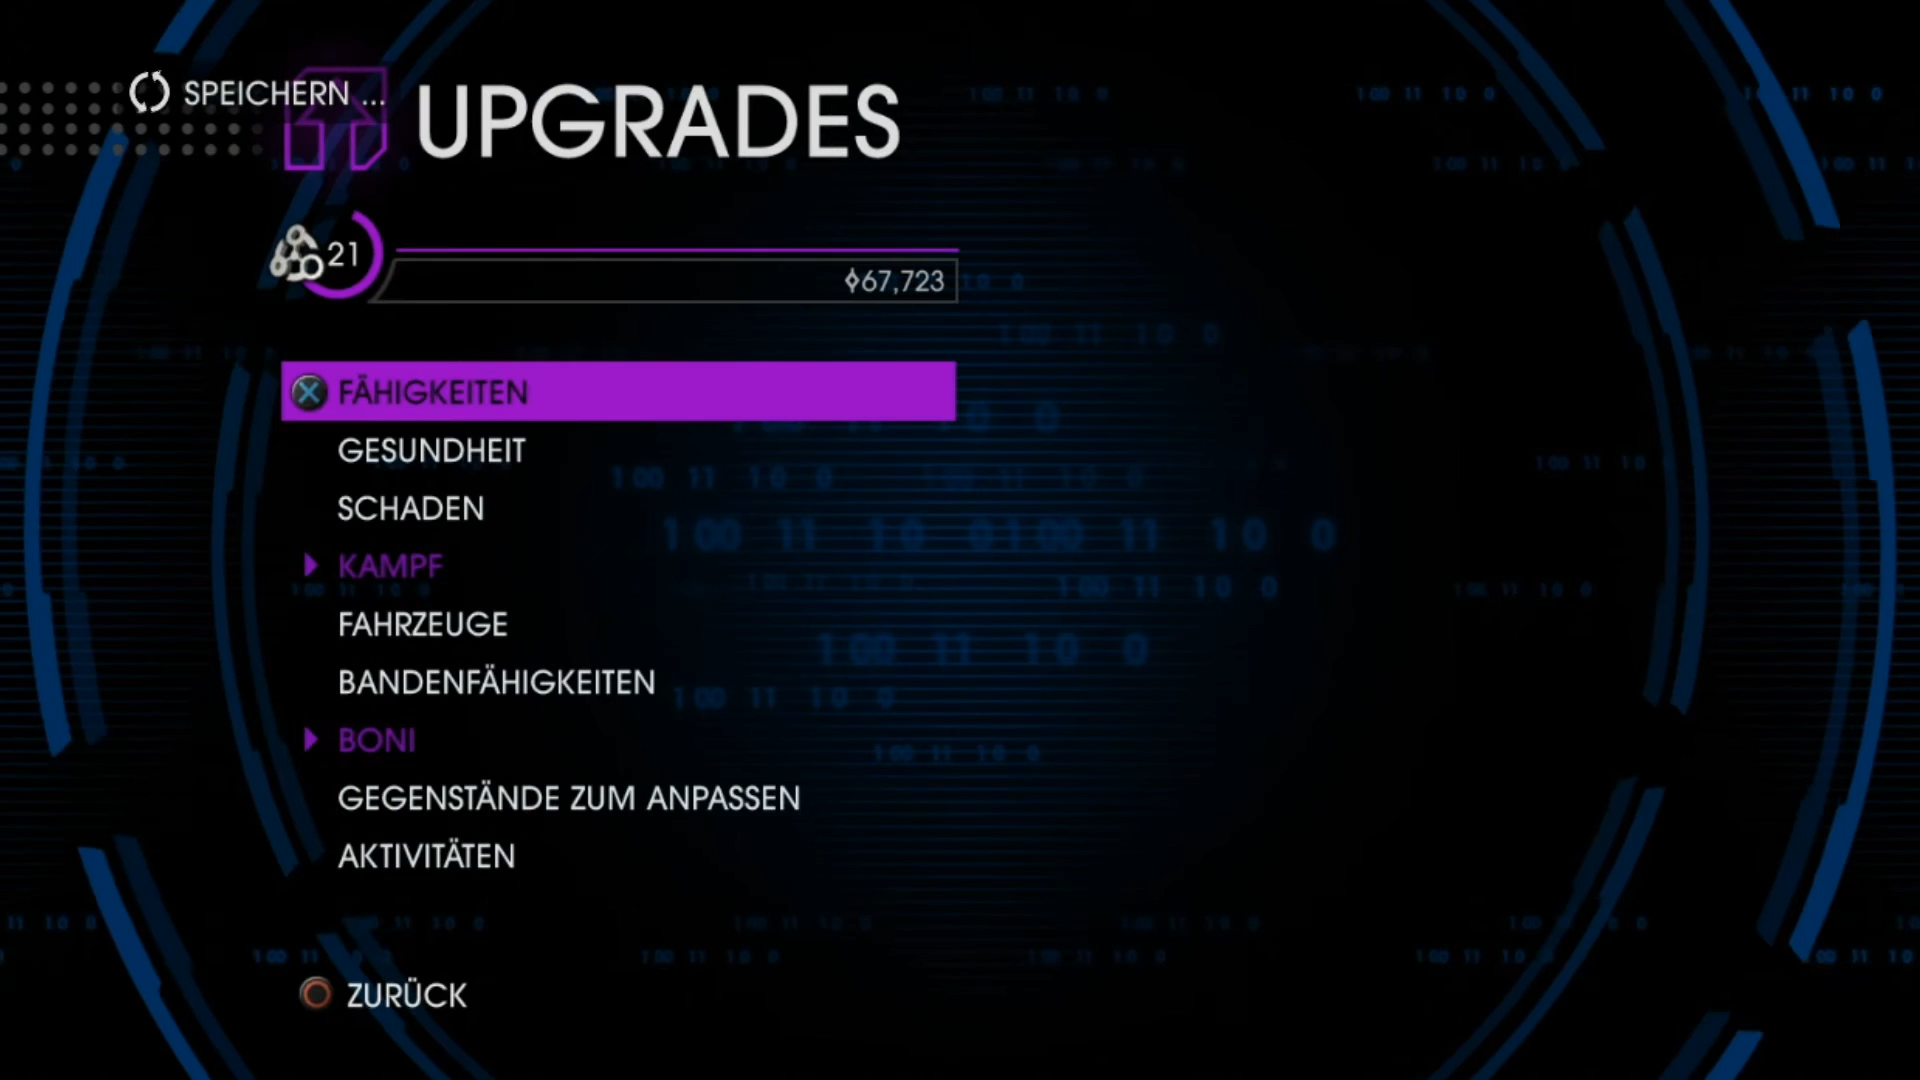 SPEICHERN ...
UPGRADES
21
67,723
FÄHIGKEITEN
GESUNDHEIT
SCHADEN
KAMPF
FAHRZEUGE
BANDENFÄHIGKEITEN
BONI
GEGENSTÄNDE ZUM ANPASSEN
AKTIVITÄTEN
ZURÜCK